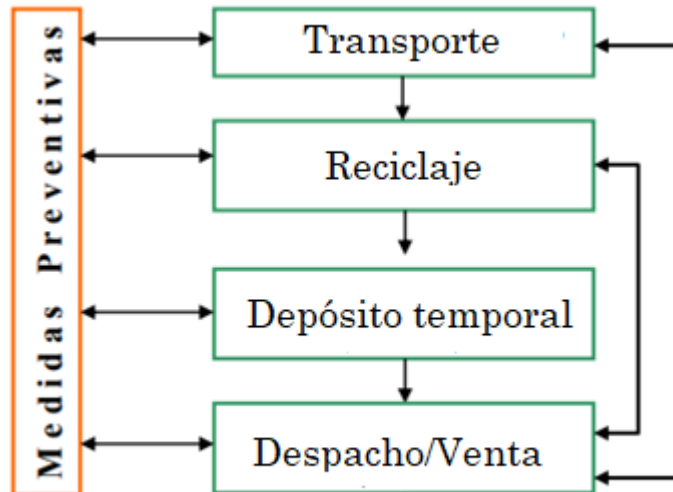 Medidas Preventivas
Transporte
Reciclaje
Depósito temporal
Despacho/Venta